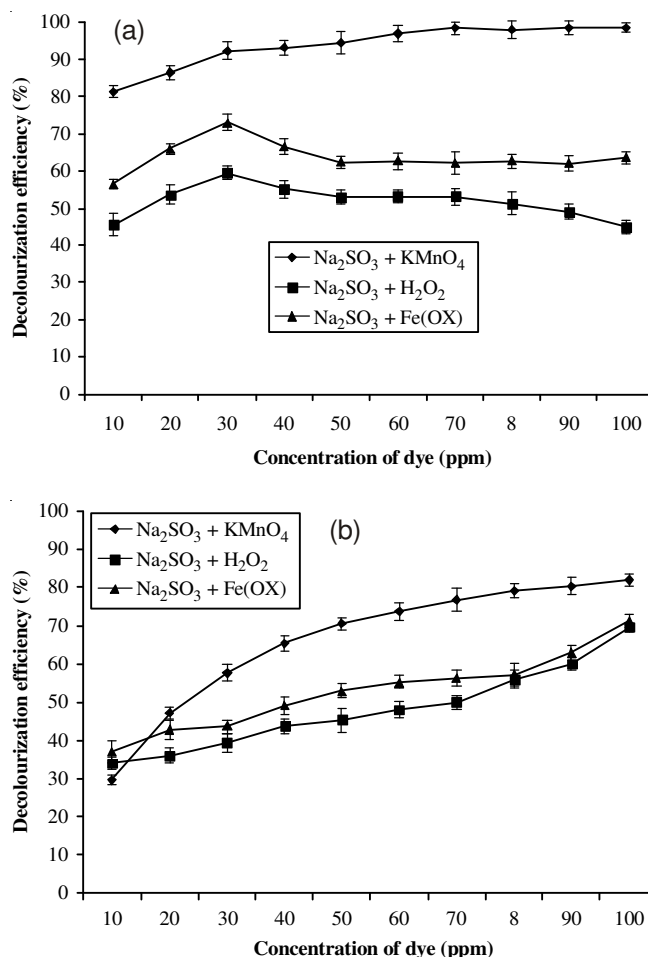 (a)
100
90
80
70
60
50
40
30
20
10
0
Decolourization efficiency (%)
Na₂SO₃ + KMnO₄
Na₂SO₃ + H₂O₂
Na₂SO₃ + Fe(OX)
10 20 30 40 50 60 70 8 90 100
Concentration of dye (ppm)
(b)
100
90
80
70
60
50
40
30
20
10
0
Decolourization efficiency (%)
Na₂SO₃ + KMnO₄
Na₂SO₃ + H₂O₂
Na₂SO₃ + Fe(OX)
10 20 30 40 50 60 70 8 90 100
Concentration of dye (ppm)